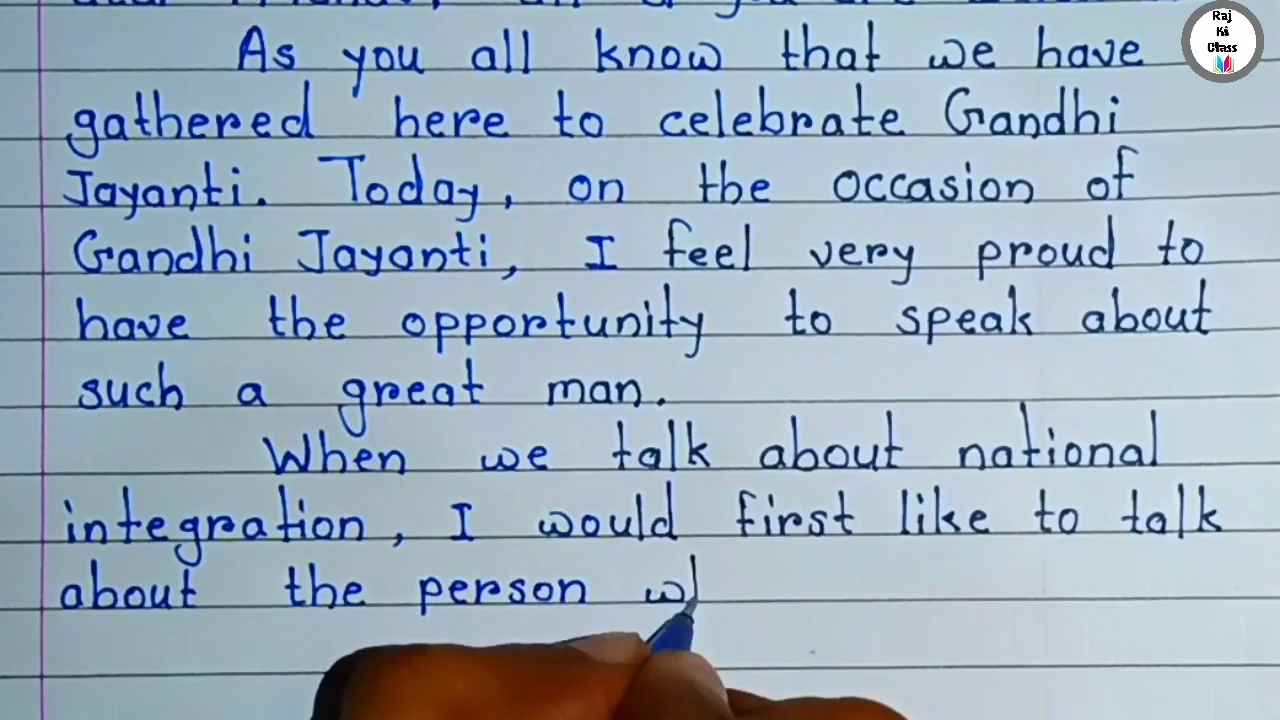 As you all know that we have
gathered here to celebrate Gandhi
Jayanti. Today, on the occasion of
Gandhi Jayanti, I feel very proud to
have the opportunity to speak about
such a great man.
When we talk about national
integration, I would first like to talk
about the person
Raj
Ki
Class